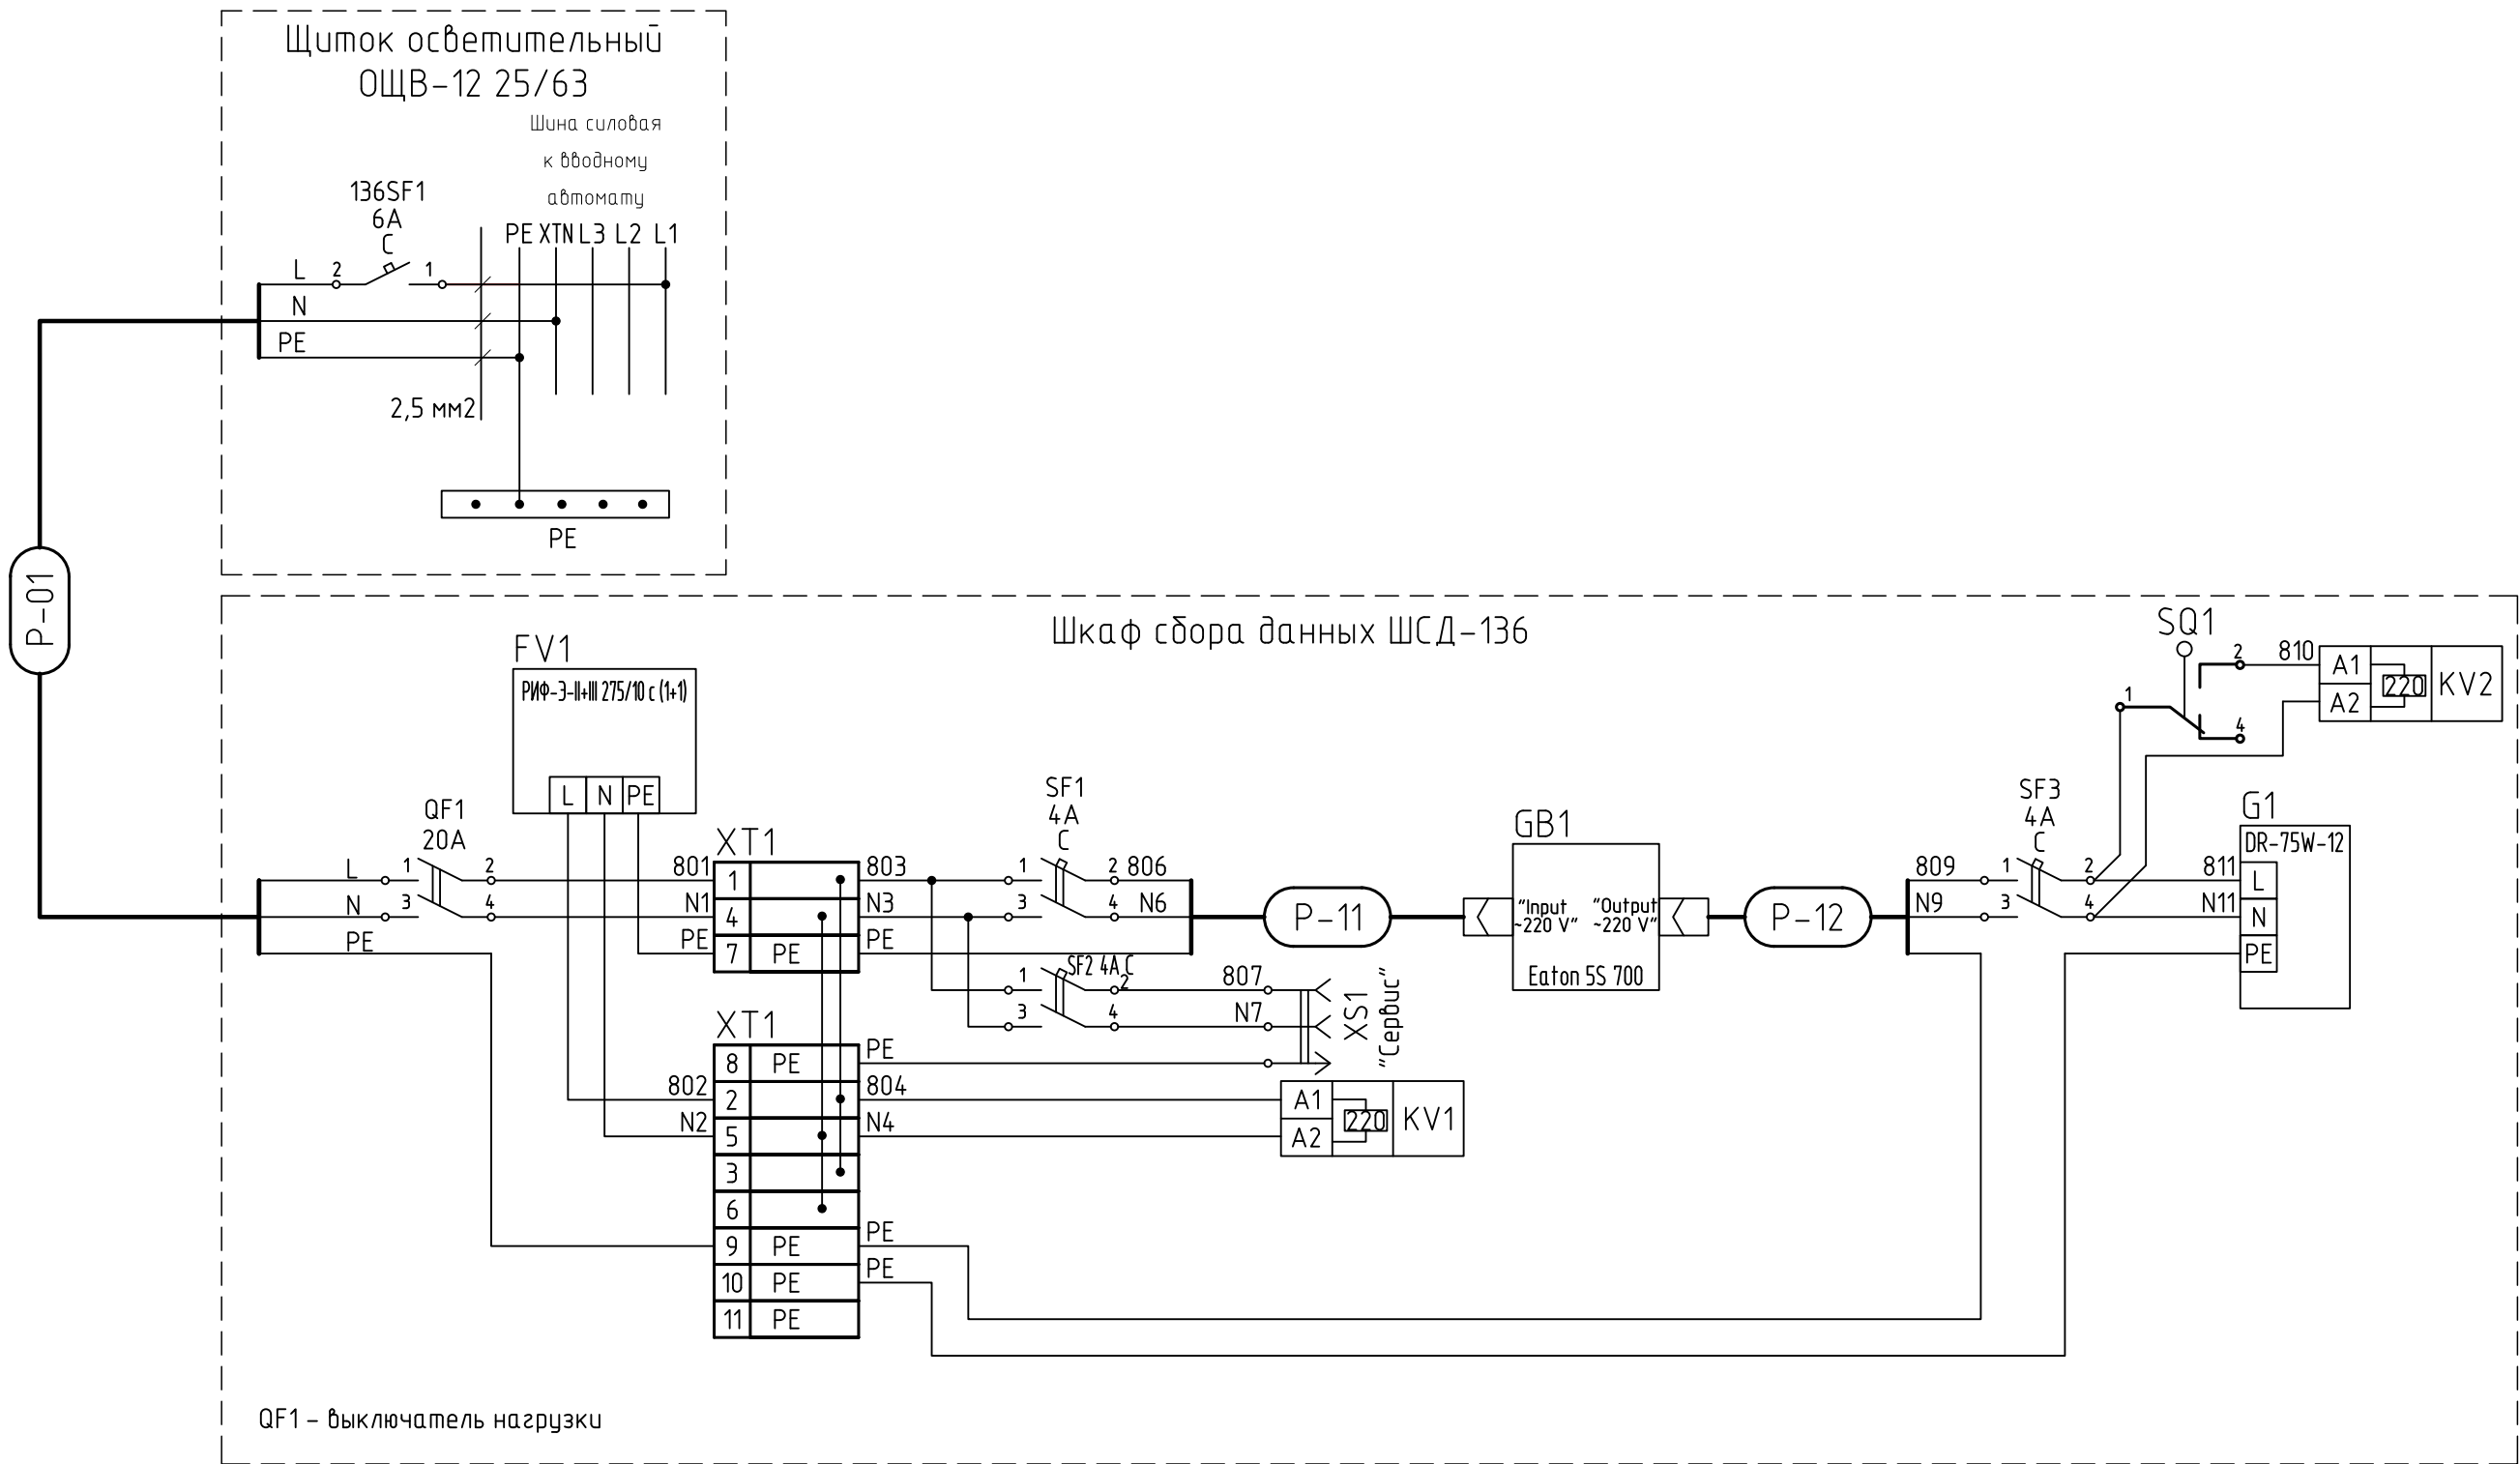 Щиток осветительный
ОЩВ-12 25/63
Шина силовая
к вводному
автомату
136SF1
6А
С
PE XTN L3 L2 L1
L 2 1
N
PE
2,5 мм2
PE
P-01
Шкаф сбора данных ШСД-136
FV1
РИФ-Э-II+III 275/10 с (1+1)
L N PE
QF1
20А
L 1 2
N 3 4
PE
XT1
801 1 803
N1 4 N3
PE 7 PE PE
SF1
4А
С
1 2 806
3 4 N6
SF2 4А С
1 2 807
3 4 N7
XS1
"Сервис"
P-11
GB1
"Input
~220 V"
"Output
~220 V"
Eaton 5S 700
P-12
SF3
4А
С
809 1 2 811
N9 3 4 N11
SQ1
1 2 4
810
A1
A2
220
KV2
G1
DR-75W-12
L
N
PE
XT1
8 PE PE
802 2 804
N2 5 N4
3
6
9 PE PE
10 PE PE
11 PE
A1
A2
220
KV1
QF1 - выключатель нагрузки